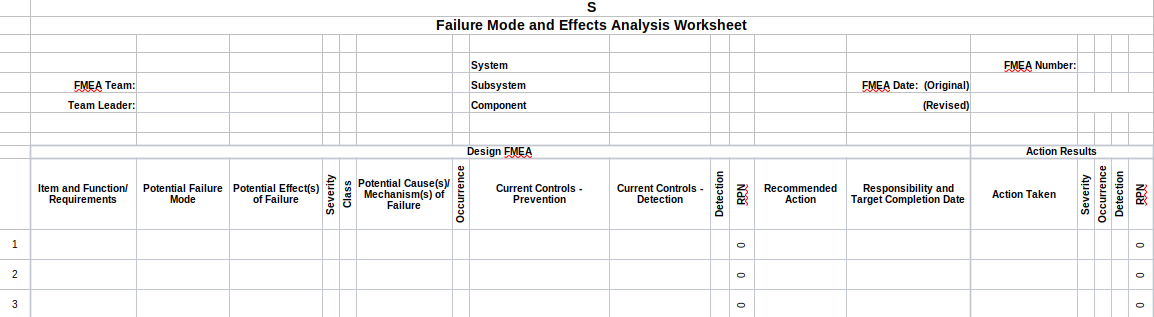 S
Failure Mode and Effects Analysis Worksheet
System
FMEA Number:
FMEA Team:
Subsystem
FMEA Date: (Original)
Team Leader:
Component
(Revised)
Design FMEA
Action Results
Item and Function/
Requirements
Potential Failure
Mode
Potential Effect(s)
of Failure
Severity
Class
Potential Cause(s)/
Mechanism(s) of
Failure
Occurrence
Current Controls -
Prevention
Current Controls -
Detection
Detection
RPN
Recommended
Action
Responsibility and
Target Completion Date
Action Taken
Severity
Occurrence
Detection
RPN
1 0 0
2 0 0
3 0 0